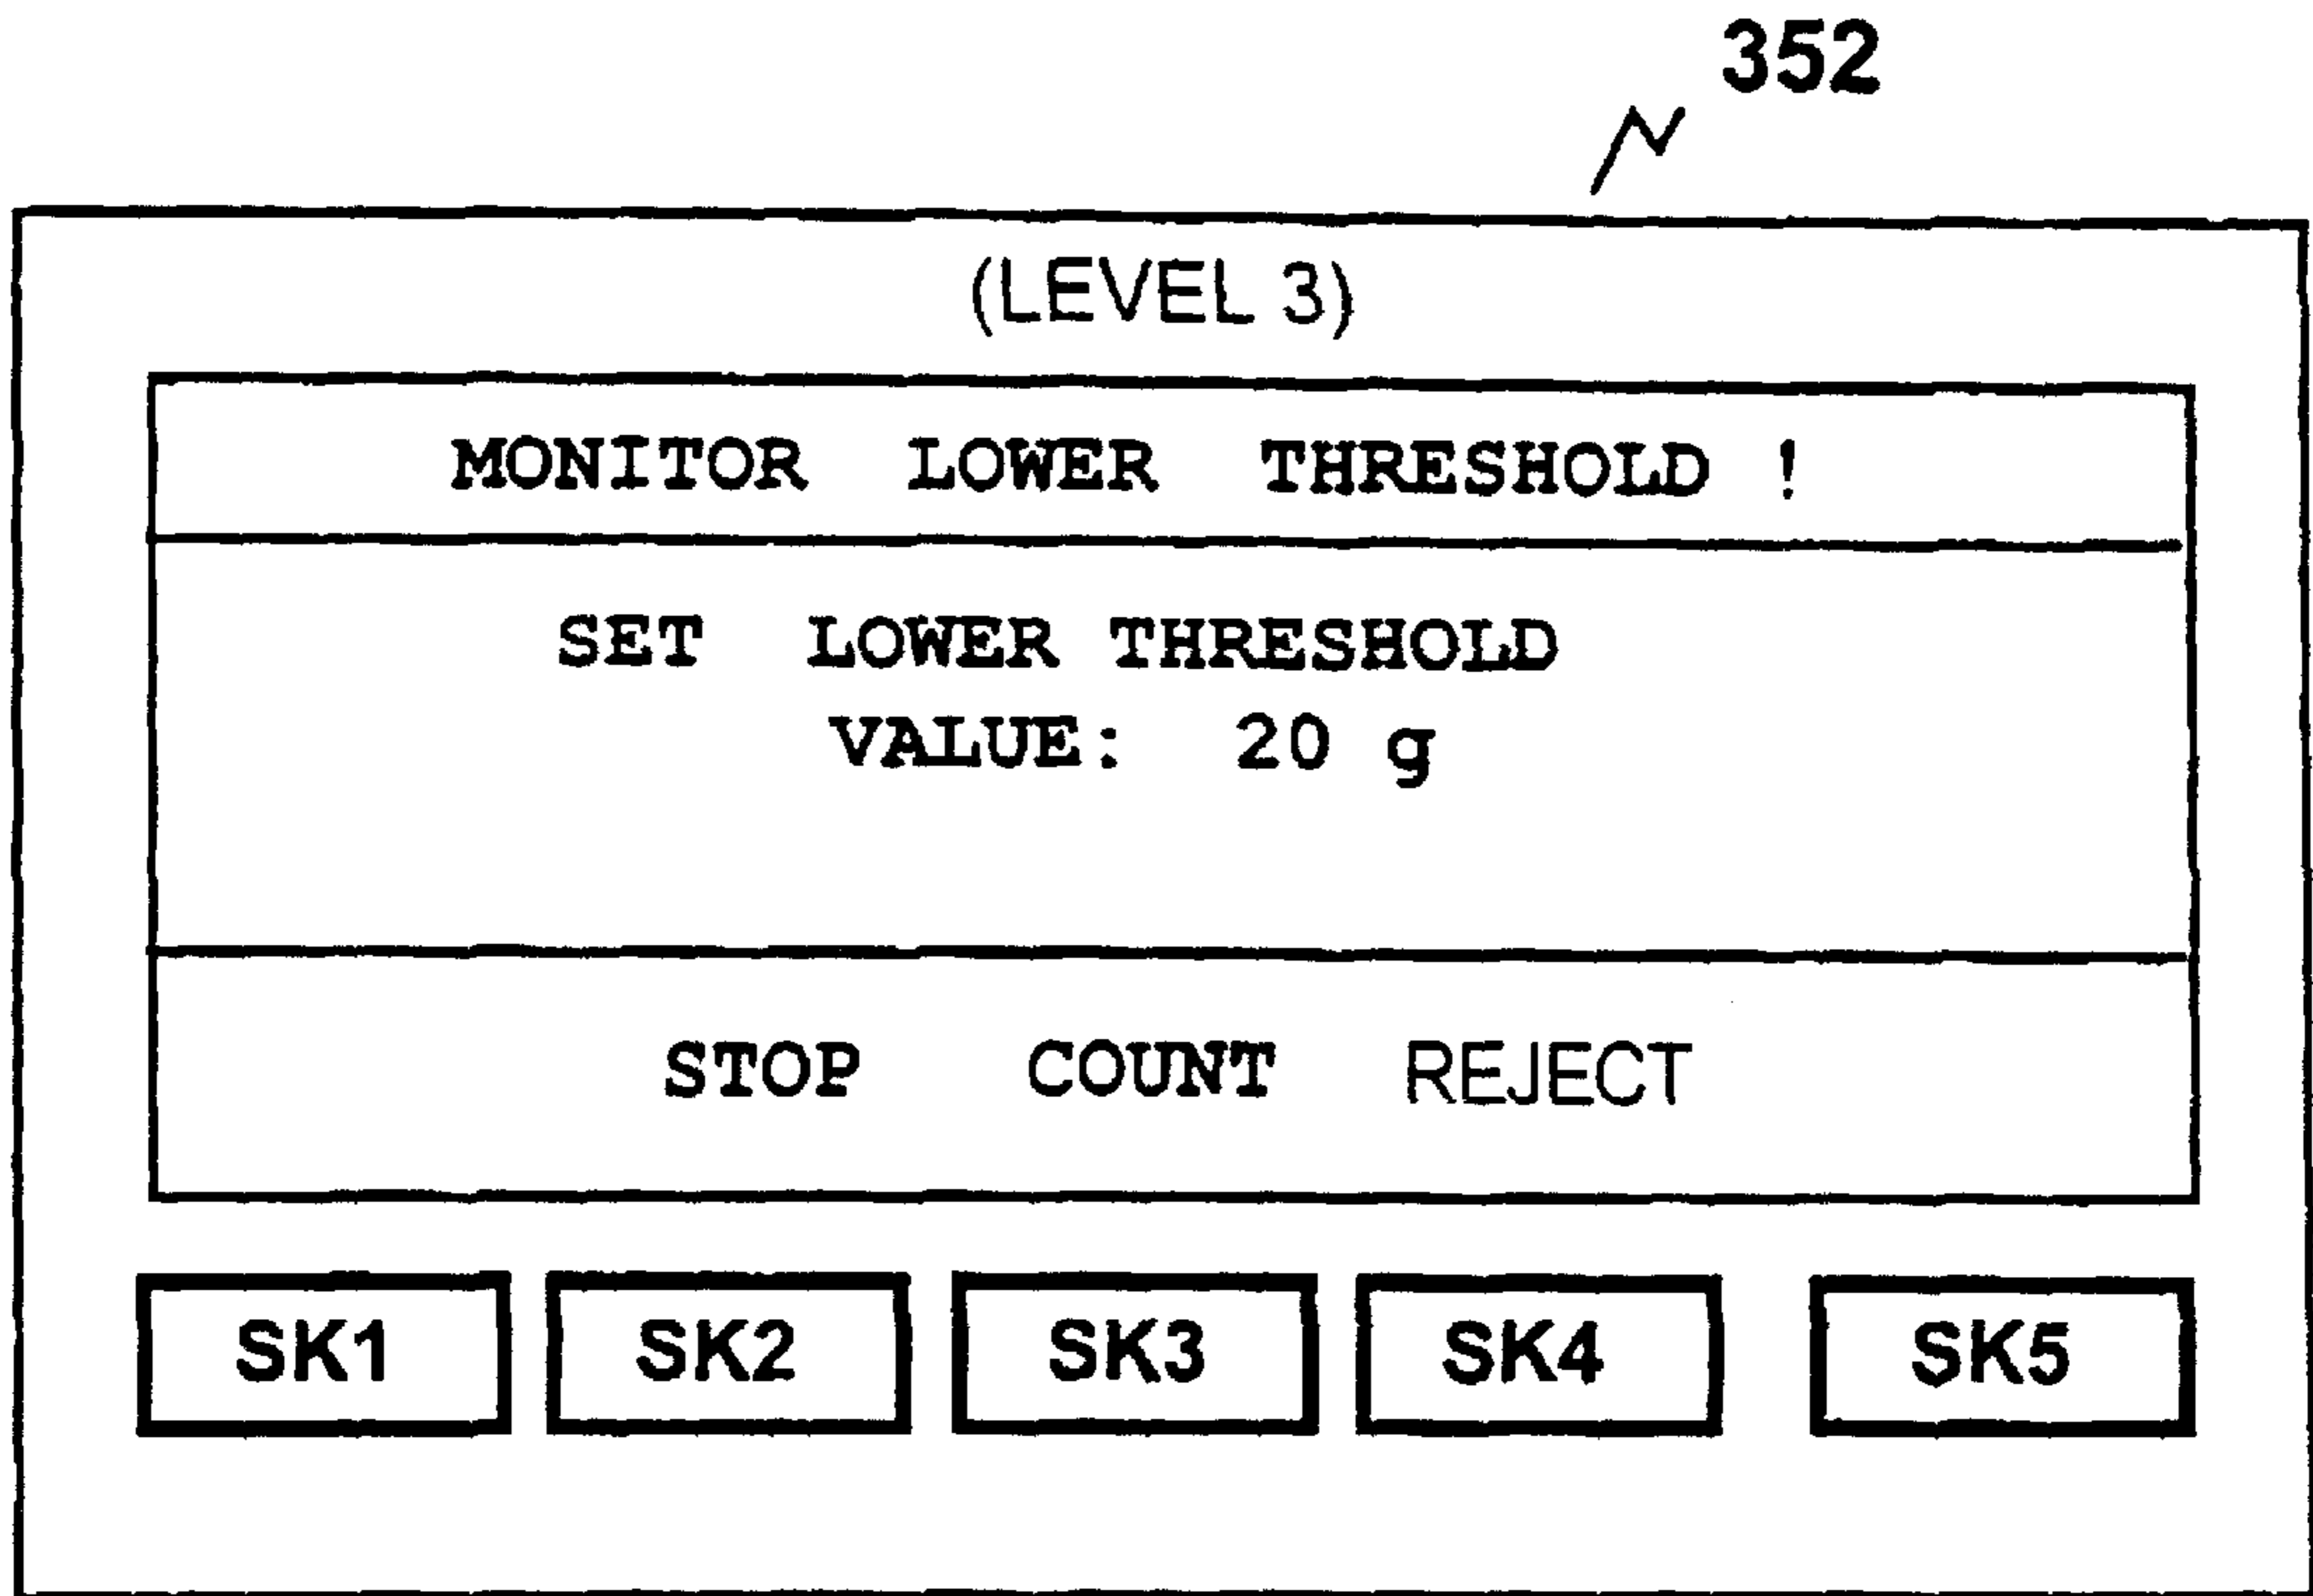 352
(LEVEL 3)
MONITOR LOWER THRESHOLD !
SET LOWER THRESHOLD
VALUE: 20 g
STOP COUNT REJECT
SK1 SK2 SK3 SK4 SK5